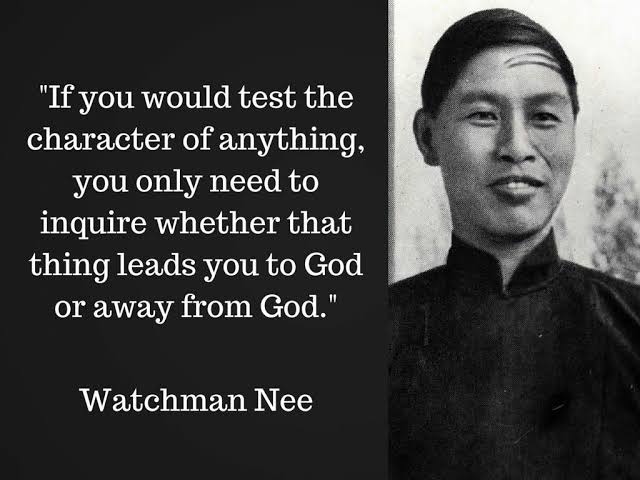 "If you would test the
character of anything,
you only need to
inquire whether that
thing leads you to God
or away from God."
Watchman Nee